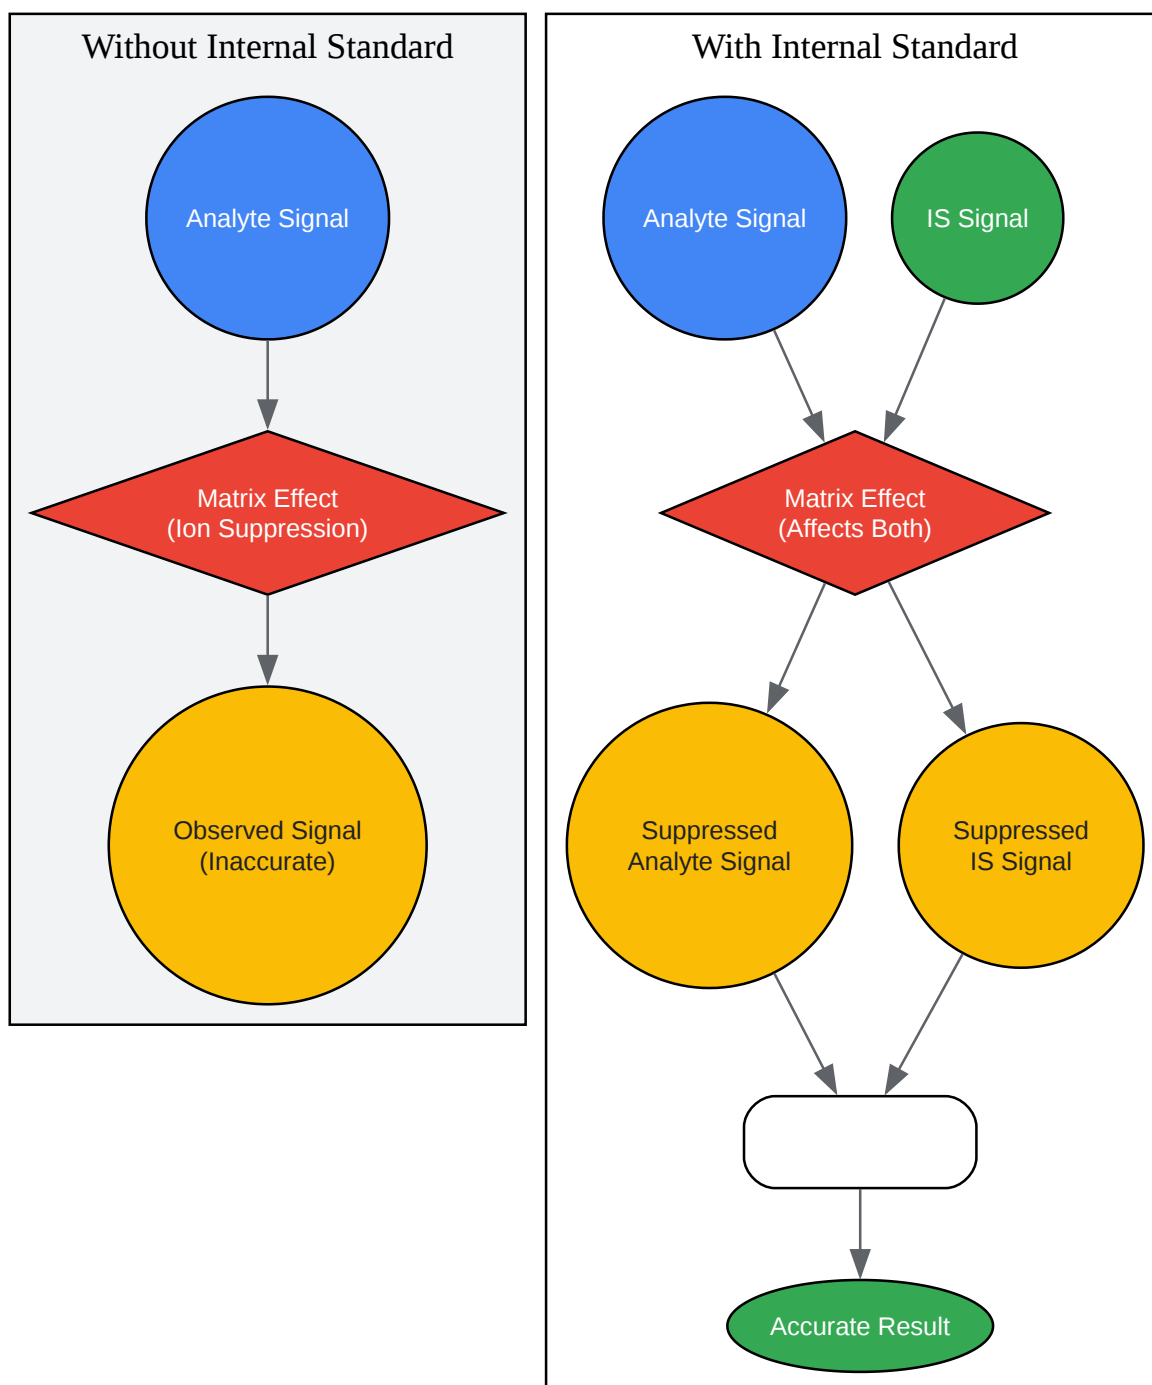 Without Internal Standard
Analyte Signal
Matrix Effect
(Ion Suppression)
Observed Signal
(Inaccurate)
With Internal Standard
Analyte Signal
IS Signal
Matrix Effect
(Affects Both)
Suppressed
Analyte Signal
Suppressed
IS Signal
Accurate Result